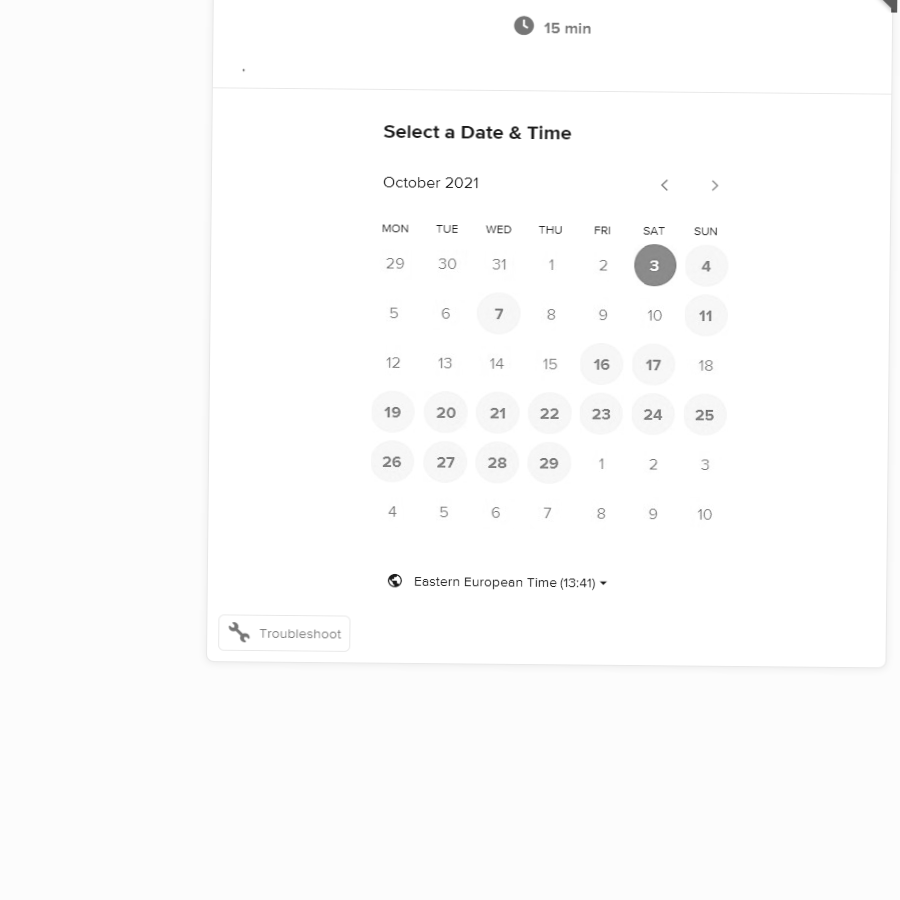 15 min
.
Select a Date & Time
October 2021
MON TUE WED THU FRI SAT SUN
29 30 31 1 2 3 4
5 6 7 8 9 10 11
12 13 14 15 16 17 18
19 20 21 22 23 24 25
26 27 28 29 1 2 3
4 5 6 7 8 9 10
Eastern European Time (13:41)
Troubleshoot